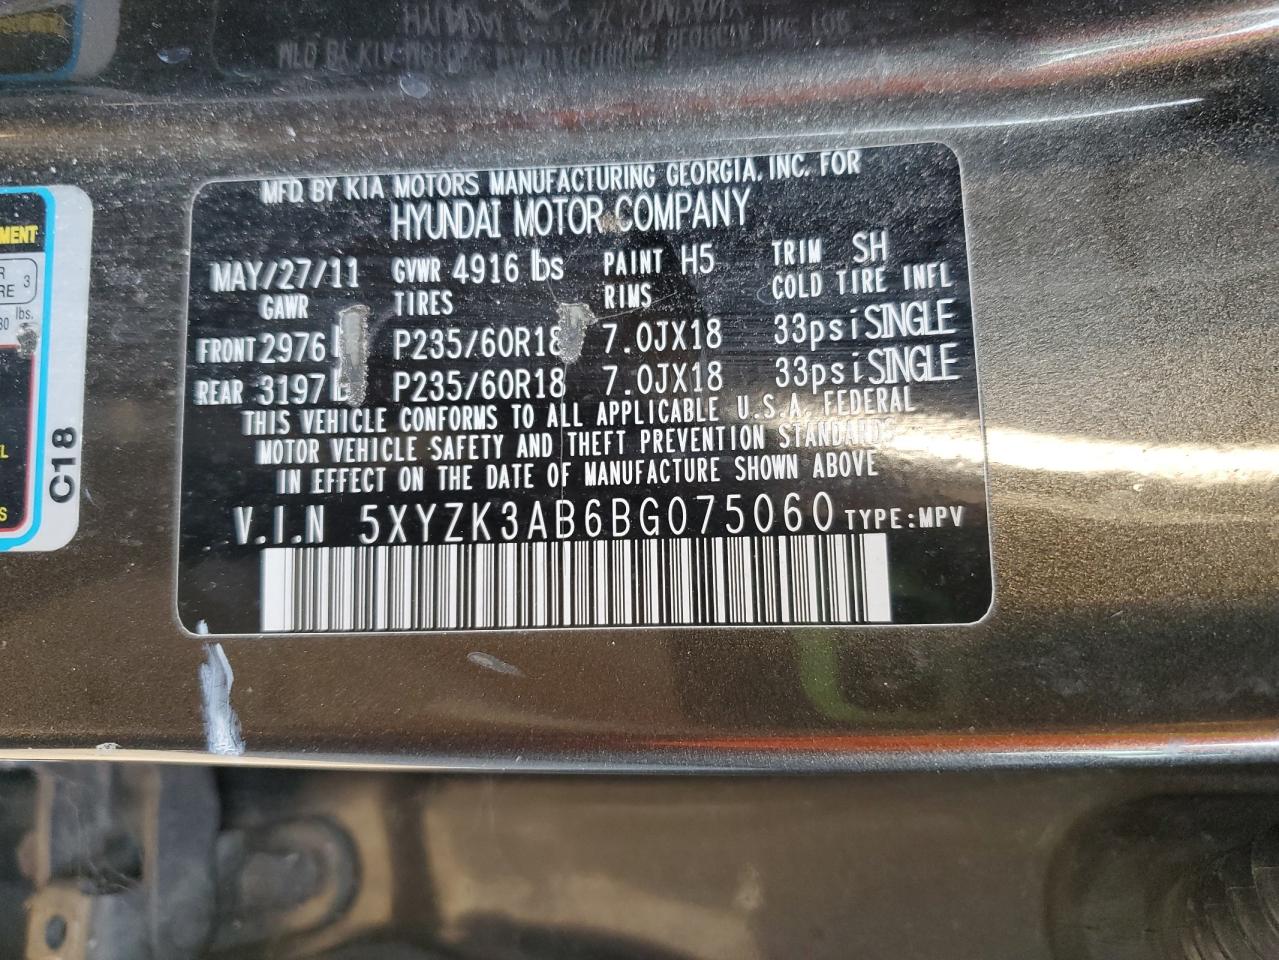 MFD. BY KIA MOTORS MANUFACTURING GEORGIA, INC. FOR
HYUNDAI MOTOR COMPANY
MAY/27/11 GVWR 4916 lbs PAINT H5 TRIM SH
GAWR TIRES RIMS COLD TIRE INFL
FRONT 2976 P235/60R18 7.0JX18 33psi SINGLE
REAR 3197 P235/60R18 7.0JX18 33psi SINGLE
THIS VEHICLE CONFORMS TO ALL APPLICABLE U.S.A. FEDERAL
MOTOR VEHICLE SAFETY AND THEFT PREVENTION STANDARDS
IN EFFECT ON THE DATE OF MANUFACTURE SHOWN ABOVE
V.I.N 5XYZK3AB6BG075060 TYPE:MPV
3
lbs.
C18